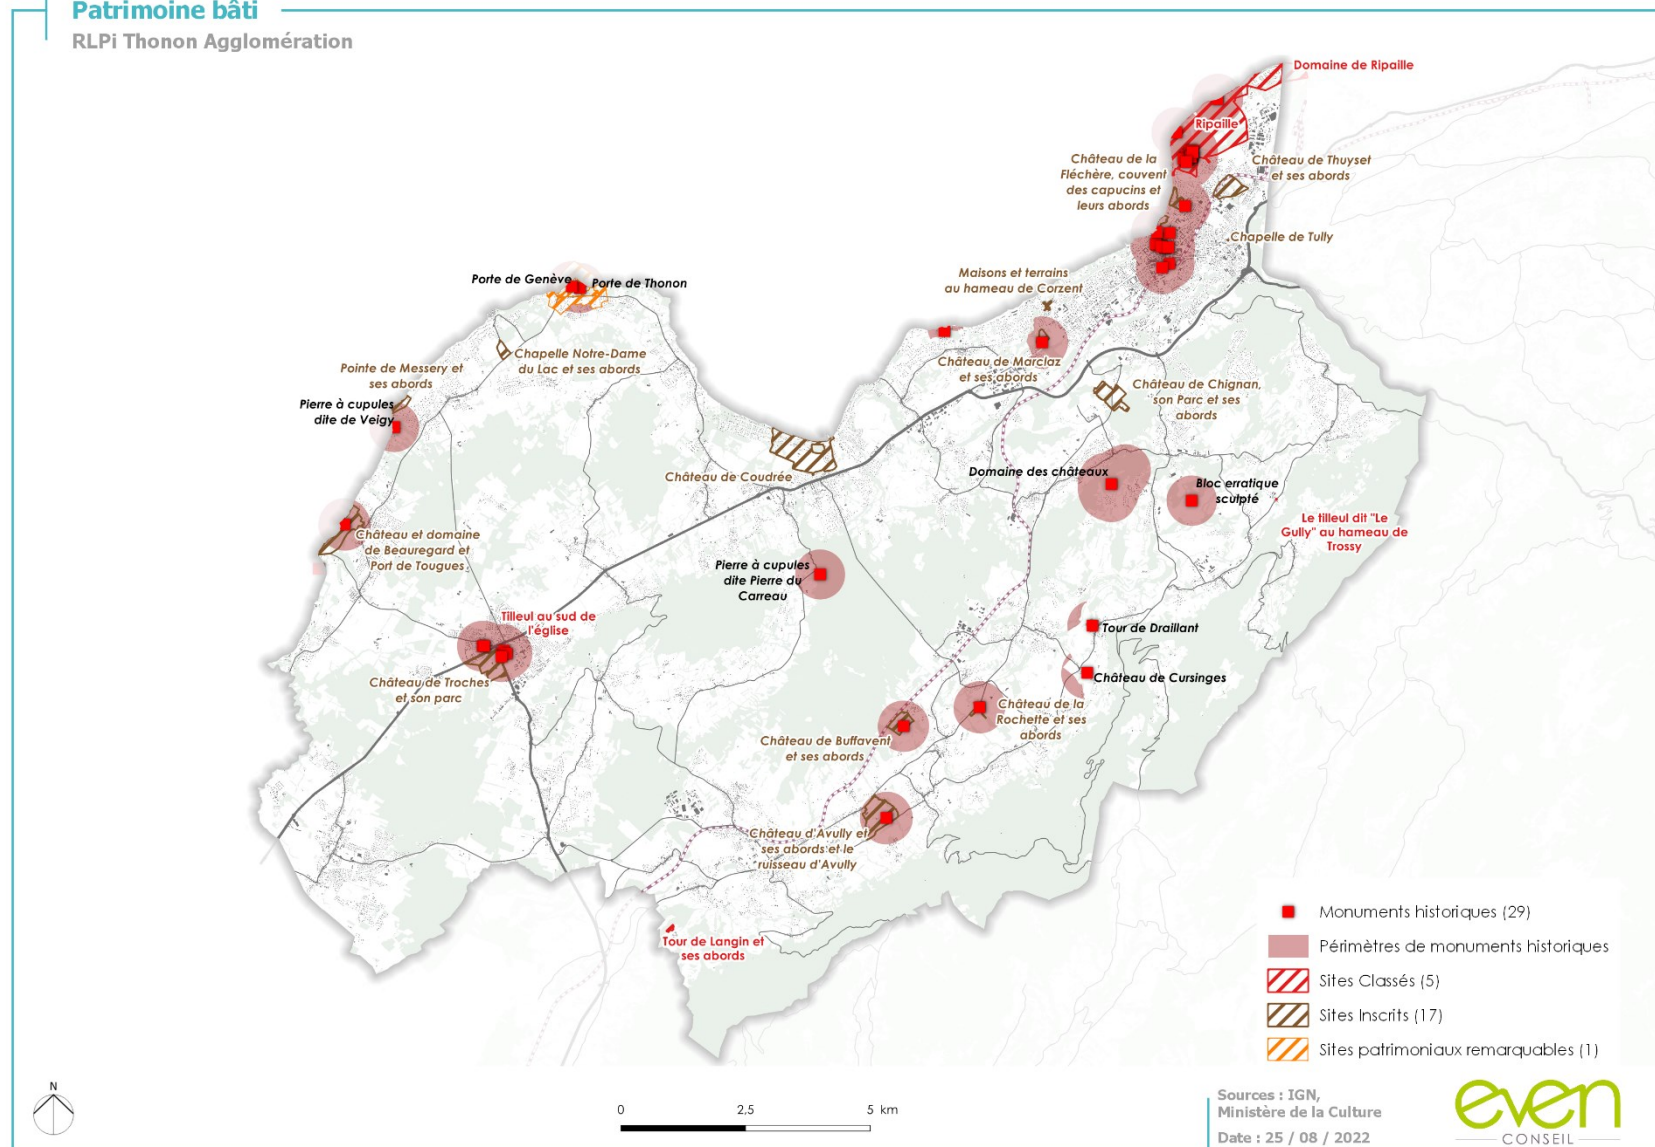 Patrimoine bâti
RLPi Thonon Agglomération
Domaine de Ripaille
Ripaille
Château de la
Fléchère, couvent
des capucins et
leurs abords
Château de Thuyset
et ses abords
Chapelle de Tully
Maisons et terrains
au hameau de Corzent
Porte de Genève
Porte de Thonon
Chapelle Notre-Dame
du Lac et ses abords
Pointe de Messery et
ses abords
Pierre à cupules
dite de Veigy
Château de Marclaz
et ses abords
Château de Chignan,
son Parc et ses
abords
Château de Coudrée
Domaine des châteaux
Bloc erratique
sculpté
Le tilleul dit "Le
Gully" au hameau de
Trossy
Château et domaine
de Beauregard et
Port de Tougues
Pierre à cupules
dite Pierre du
Carreau
Tilleul au sud de
l'église
Tour de Draillant
Château de Cursinges
Château de Troches
et son parc
Château de la
Rochette et ses
abords
Château de Buffavent
et ses abords
Château d'Avully et
ses abords et le
ruisseau d'Avully
Tour de Langin et
ses abords
Monuments historiques (29)
Périmètres de monuments historiques
Sites Classés (5)
Sites Inscrits (17)
Sites patrimoniaux remarquables (1)
N
0 2,5 5 km
Sources : IGN,
Ministère de la Culture
Date : 25 / 08 / 2022
even
CONSEIL